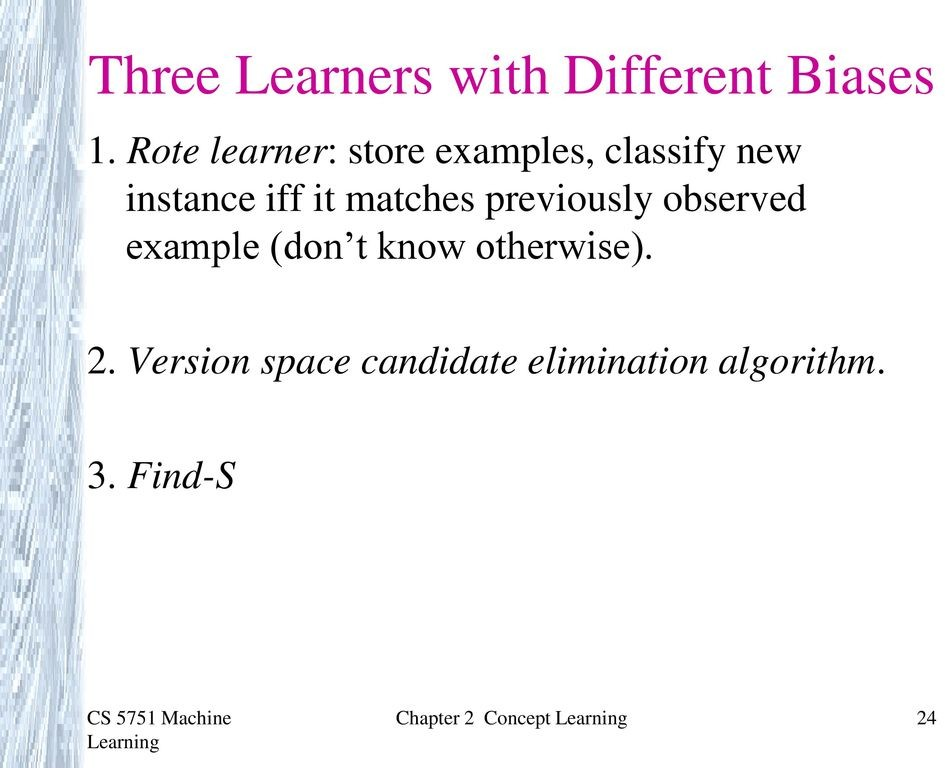 Three Learners with Different Biases
1. Rote learner: store examples, classify new
instance iff it matches previously observed
example (don’t know otherwise).
2. Version space candidate elimination algorithm.
3. Find-S
CS 5751 Machine
Learning
Chapter 2  Concept Learning
24